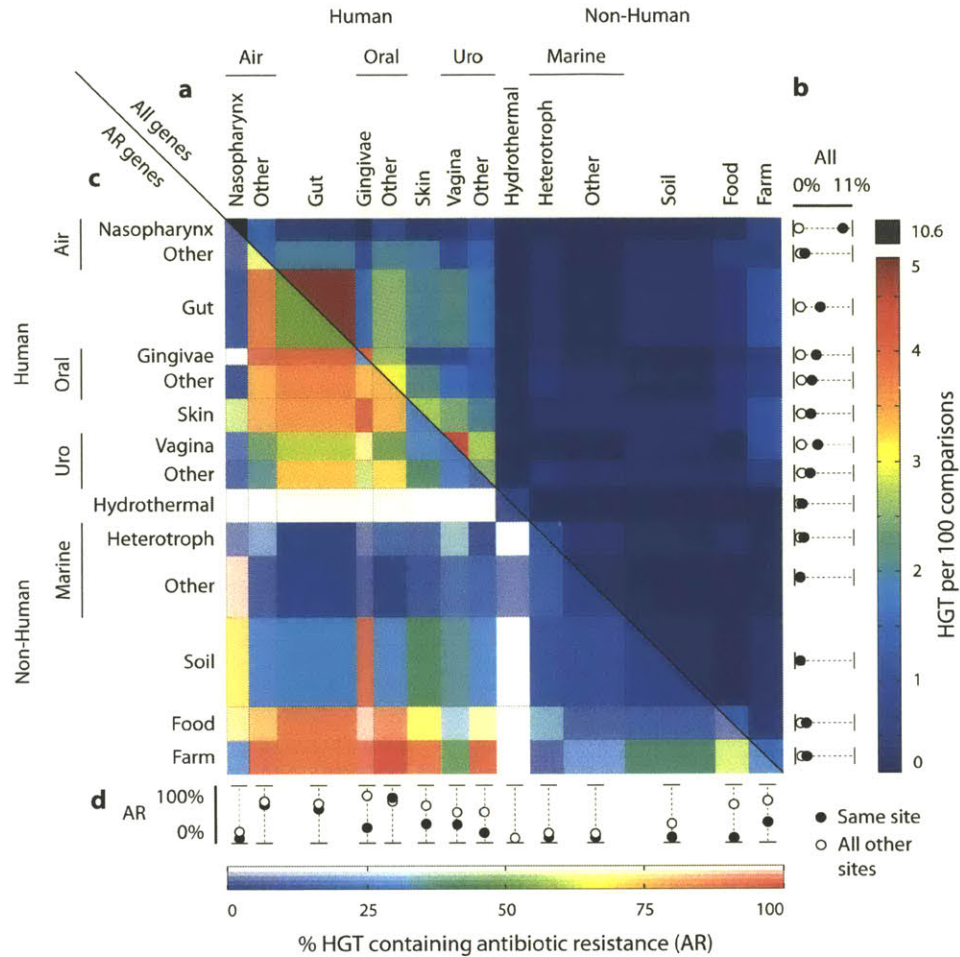 Human Non-Human
Air Oral Uro Marine
a b
All genes
AR genes
c
Nasopharynx
Other
Gut
Gingivae
Other
Skin
Vagina
Other
Hydrothermal
Heterotroph
Other
Soil
Food
Farm
All
0% 11%
Human
Air
Nasopharynx
Other
Gut
Oral
Gingivae
Other
Skin
Uro
Vagina
Other
Non-Human
Hydrothermal
Marine
Heterotroph
Other
Soil
Food
Farm
10.6
5
4
3
2
1
0
HGT per 100 comparisons
d
AR
100%
0%
Same site
All other
sites
0 25 50 75 100
% HGT containing antibiotic resistance (AR)